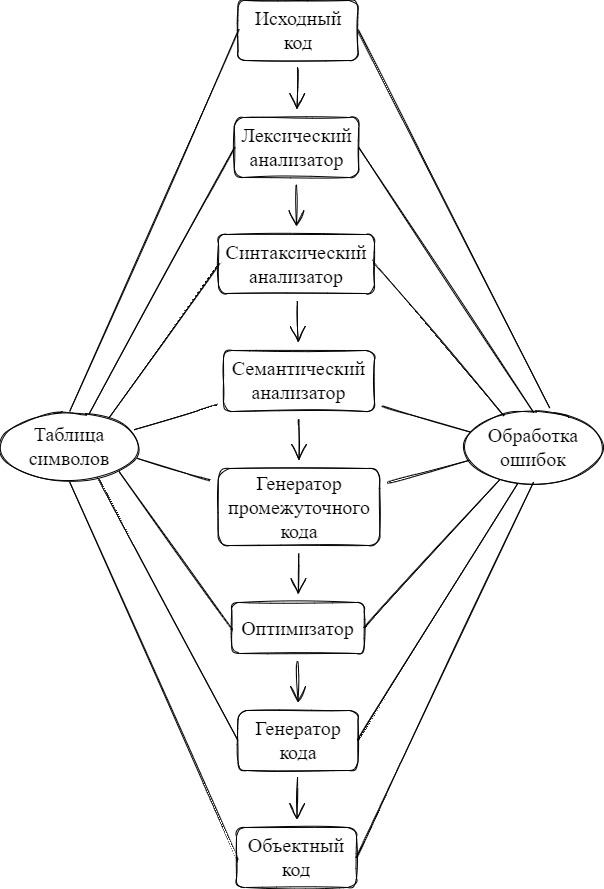 Исходный
код
Лексический
анализатор
Синтаксический
анализатор
Семантический
анализатор
Таблица
символов
Обработка
ошибок
Генератор
промежуточного
кода
Оптимизатор
Генератор
кода
Объектный
код